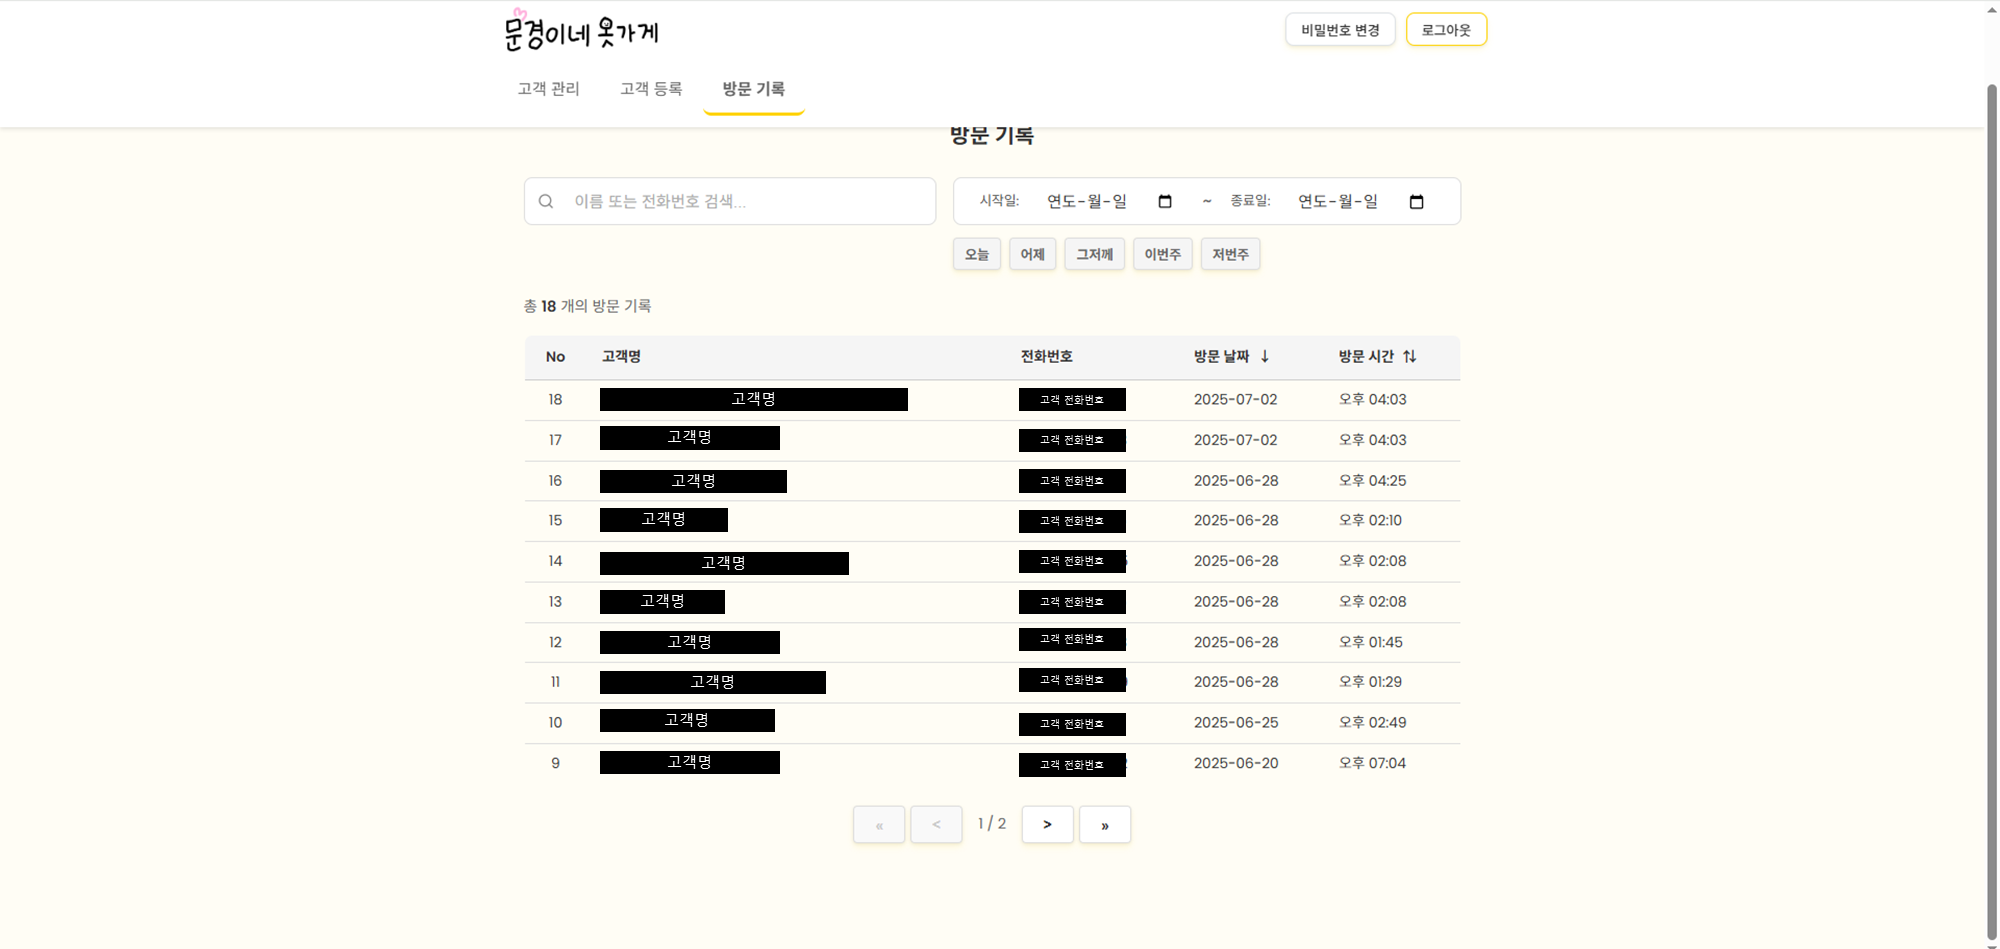 문경이네 옷가게
비밀번호 변경 로그아웃
고객 관리 고객 등록 방문 기록
방문 기록
이름 또는 전화번호 검색...
시작일: 연도-월-일 ~ 종료일: 연도-월-일
오늘 어제 그저께 이번주 저번주
총 18 개의 방문 기록
No 고객명 전화번호 방문 날짜 ↓ 방문 시간 ↑↓
18 고객명 고객 전화번호 2025-07-02 오후 04:03
17 고객명 고객 전화번호 2025-07-02 오후 04:03
16 고객명 고객 전화번호 2025-06-28 오후 04:25
15 고객명 고객 전화번호 2025-06-28 오후 02:10
14 고객명 고객 전화번호 2025-06-28 오후 02:08
13 고객명 고객 전화번호 2025-06-28 오후 02:08
12 고객명 고객 전화번호 2025-06-28 오후 01:45
11 고객명 고객 전화번호 2025-06-28 오후 01:29
10 고객명 고객 전화번호 2025-06-25 오후 02:49
9 고객명 고객 전화번호 2025-06-20 오후 07:04
« < 1 / 2 > »